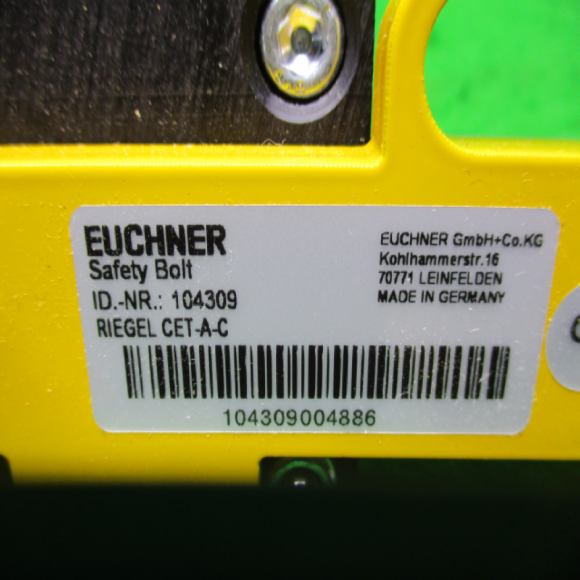 EUCHNER
Safety Bolt
ID.-NR.: 104309
RIEGEL CET-A-C
EUCHNER GmbH+Co.KG
Kohlhammerstr.16
70771 LEINFELDEN
MADE IN GERMANY
104309004886